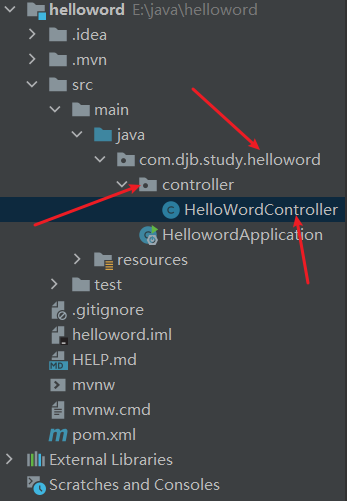 helloword E:\java\helloword
.idea
.mvn
src
main
java
com.djb.study.helloword
controller
HelloWordController
HellowordApplication
resources
test
.gitignore
helloword.iml
HELP.md
mvnw
mvnw.cmd
pom.xml
External Libraries
Scratches and Consoles